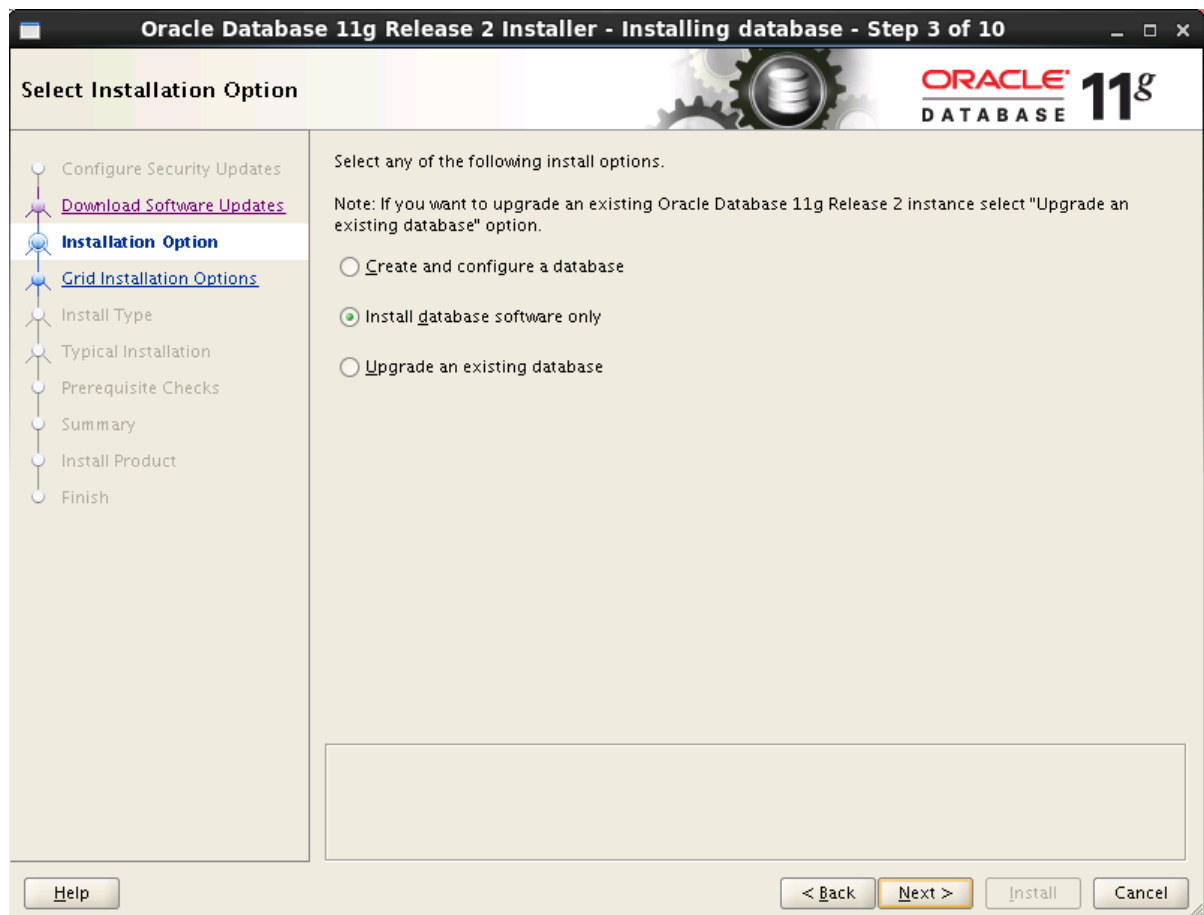 Oracle Database 11g Release 2 Installer - Installing database - Step 3 of 10
Select Installation Option
ORACLE
DATABASE
11g
Configure Security Updates
Download Software Updates
Installation Option
Grid Installation Options
Install Type
Typical Installation
Prerequisite Checks
Summary
Install Product
Finish
Select any of the following install options.
Note: If you want to upgrade an existing Oracle Database 11g Release 2 instance select "Upgrade an
existing database" option.
Create and configure a database
Install database software only
Upgrade an existing database
Help
< Back
Next >
Install
Cancel